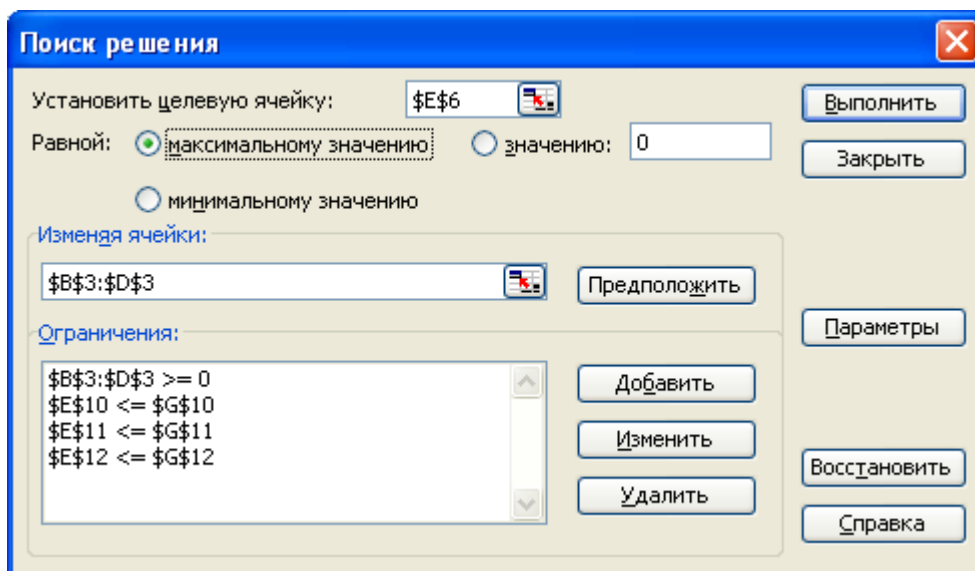 Поиск решения
Установить целевую ячейку: $E$6 Выполнить
Равной: максимальному значению значению: 0 Закрыть
минимальному значению
Изменяя ячейки:
$B$3:$D$3 Предположить
Параметры
Ограничения:
$B$3:$D$3 >= 0 Добавить
$E$10 <= $G$10
$E$11 <= $G$11 Изменить
$E$12 <= $G$12 Восстановить
Удалить
Справка